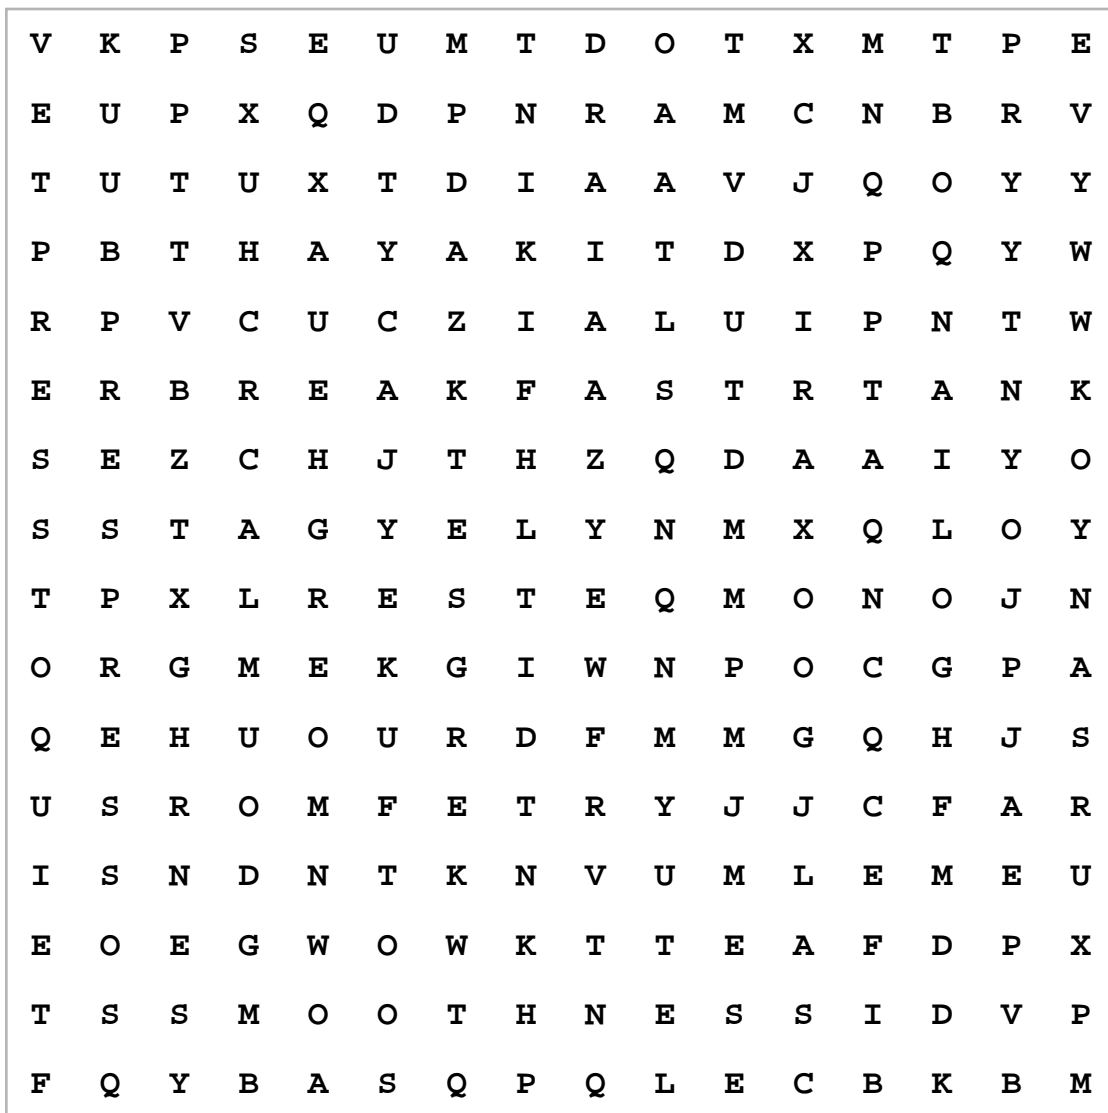 V K P S E U M T D O T X M T P E
E U P X Q D P N R A M C N B R V
T U T U X T D I A A V J Q O Y Y
P B T H A Y A K I T D X P Q Y W
R P V C U C Z I A L U I P N T W
E R B R E A K F A S T R T A N K
S E Z C H J T H Z Q D A A I Y O
S S T A G Y E L Y N M X Q L O Y
T P X L R E S T E Q M O N O J N
O R G M E K G I W N P O C G P A
Q E H U O U R D F M M G Q H J S
U S R O M F E T R Y J J C F A R
I S N D N T K N V U M L E M E U
E O E G W O W K T T E A F D P X
T S S M O O T H N E S S I D V P
F Q Y B A S Q P Q L E C B K B M